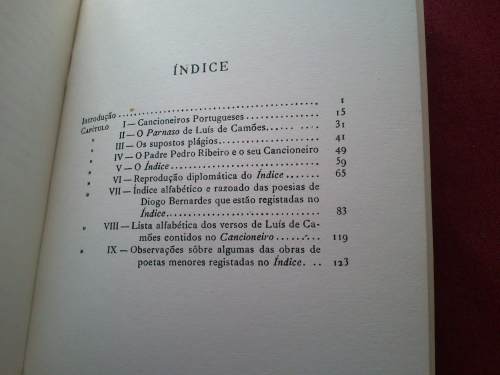 ÍNDICE
Introdução . . . . . . . . . . . . . . . . . . . . . . . . 1
CAPÍTULO I — Cancioneiros Portugueses . . . . . . . . . . 15
» II — O Parnaso de Luís de Camões. . . . . . . . . 31
» III — Os supostos plágios . . . . . . . . . . . . 41
» IV — O Padre Pedro Ribeiro e o seu Cancioneiro 49
» V — O Índice . . . . . . . . . . . . . . . . 59
» VI — Reprodução diplomática do Índice . . . . . . 65
» VII — Índice alfabético e razoado das poesias de
Diogo Bernardes que estão registadas no
Índice. . . . . . . . . . . . . . . . . . 83
» VIII — Lista alfabética dos versos de Luís de Ca-
mões contidos no Cancioneiro . . . . . . . 119
» IX — Observações sôbre algumas das obras de
poetas menores registadas no Índice. . . . 123